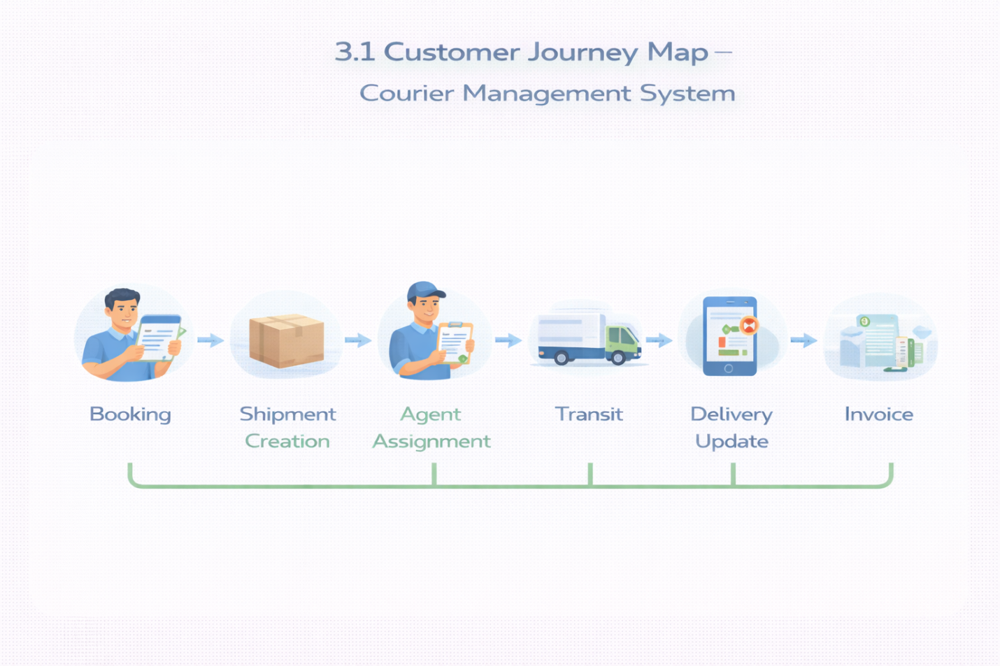 3.1 Customer Journey Map —
Courier Management System
Booking
Shipment
Creation
Agent
Assignment
Transit
Delivery
Update
Invoice